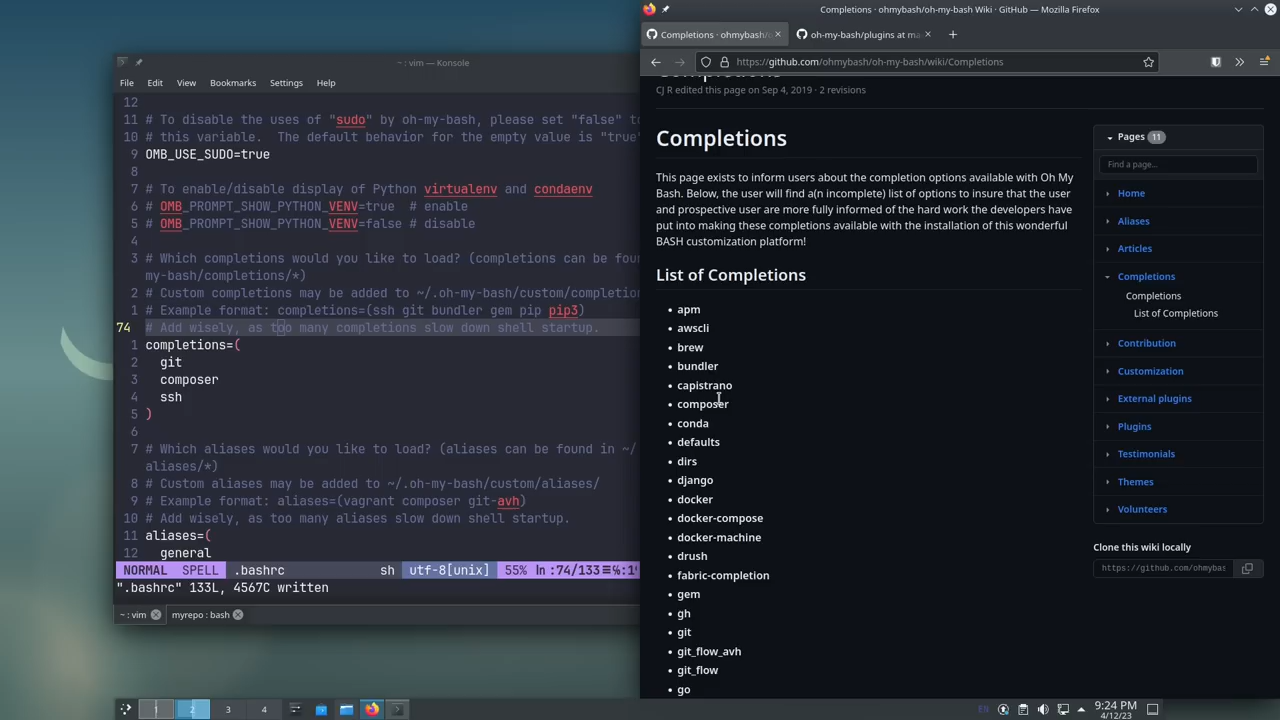 ~ : vim — Konsole
File Edit View Bookmarks Settings Help
12
11 # To disable the uses of "sudo" by oh-my-bash, please set "false" to
10 # this variable.  The default behavior for the empty value is "true"
9 OMB_USE_SUDO=true
8
7 # To enable/disable display of Python virtualenv and condaenv
6 # OMB_PROMPT_SHOW_PYTHON_VENV=true  # enable
5 # OMB_PROMPT_SHOW_PYTHON_VENV=false # disable
4
3 # Which completions would you like to load? (completions can be foun
my-bash/completions/*)
2 # Custom completions may be added to ~/.oh-my-bash/custom/completion
1 # Example format: completions=(ssh git bundler gem pip pip3)
74 # Add wisely, as too many completions slow down shell startup.
1 completions=(
2   git
3   composer
4   ssh
5 )
6
7 # Which aliases would you like to load? (aliases can be found in ~/
aliases/*)
8 # Custom aliases may be added to ~/.oh-my-bash/custom/aliases/
9 # Example format: aliases=(vagrant composer git-avh)
10 # Add wisely, as too many aliases slow down shell startup.
11 aliases=(
12   general
NORMAL SPELL .bashrc sh utf-8[unix] 55% ln :74/133
".bashrc" 133L, 4567C written
~ : vim myrepo : bash
Completions · ohmybash/oh-my-bash Wiki · GitHub — Mozilla Firefox
Completions · ohmybash/ oh-my-bash/plugins at ma
https://github.com/ohmybash/oh-my-bash/wiki/Completions
Completions
CJ R edited this page on Sep 4, 2019 · 2 revisions
Completions
This page exists to inform users about the completion options available with Oh My
Bash. Below, the user will find a(n incomplete) list of options to insure that the user
and prospective user are more fully informed of the hard work the developers have
put into making these completions available with the installation of this wonderful
BASH customization platform!
List of Completions
apm
awscli
brew
bundler
capistrano
composer
conda
defaults
dirs
django
docker
docker-compose
docker-machine
drush
fabric-completion
gem
gh
git
git_flow_avh
git_flow
go
Pages 11
Find a page...
Home
Aliases
Articles
Completions
Completions
List of Completions
Contribution
Customization
External plugins
Plugins
Testimonials
Themes
Volunteers
Clone this wiki locally
https://github.com/ohmybas
1 2 3 4
EN
9:24 PM
4/12/23